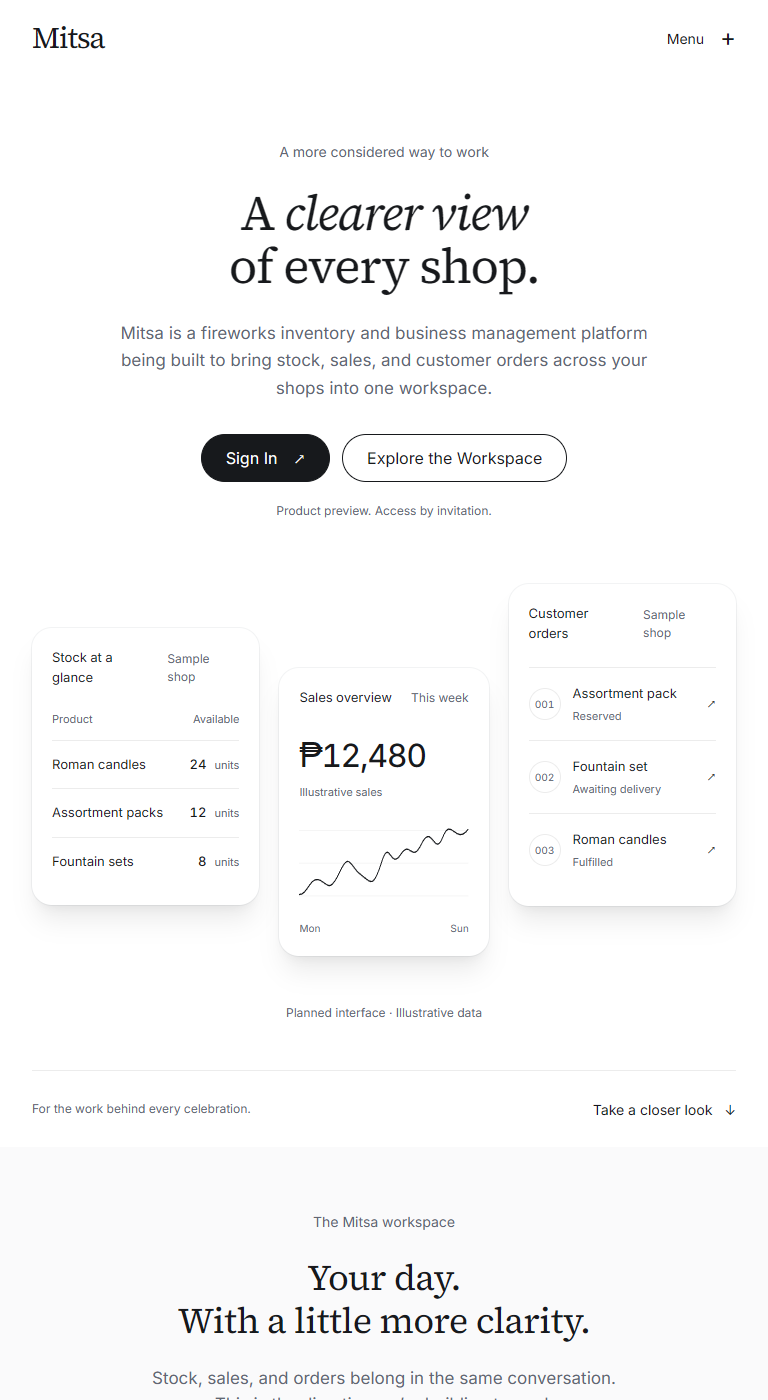 Mitsa
Menu +
A more considered way to work
A clearer view
of every shop.
Mitsa is a fireworks inventory and business management platform
being built to bring stock, sales, and customer orders across your
shops into one workspace.
Sign In ↗
Explore the Workspace
Product preview. Access by invitation.
Stock at a
glance
Sample
shop
Product Available
Roman candles 24 units
Assortment packs 12 units
Fountain sets 8 units
Sales overview This week
₱12,480
Illustrative sales
Mon Sun
Customer
orders
Sample
shop
001 Assortment pack ↗
Reserved
002 Fountain set ↗
Awaiting delivery
003 Roman candles ↗
Fulfilled
Planned interface · Illustrative data
For the work behind every celebration.
Take a closer look ↓
The Mitsa workspace
Your day.
With a little more clarity.
Stock, sales, and orders belong in the same conversation.